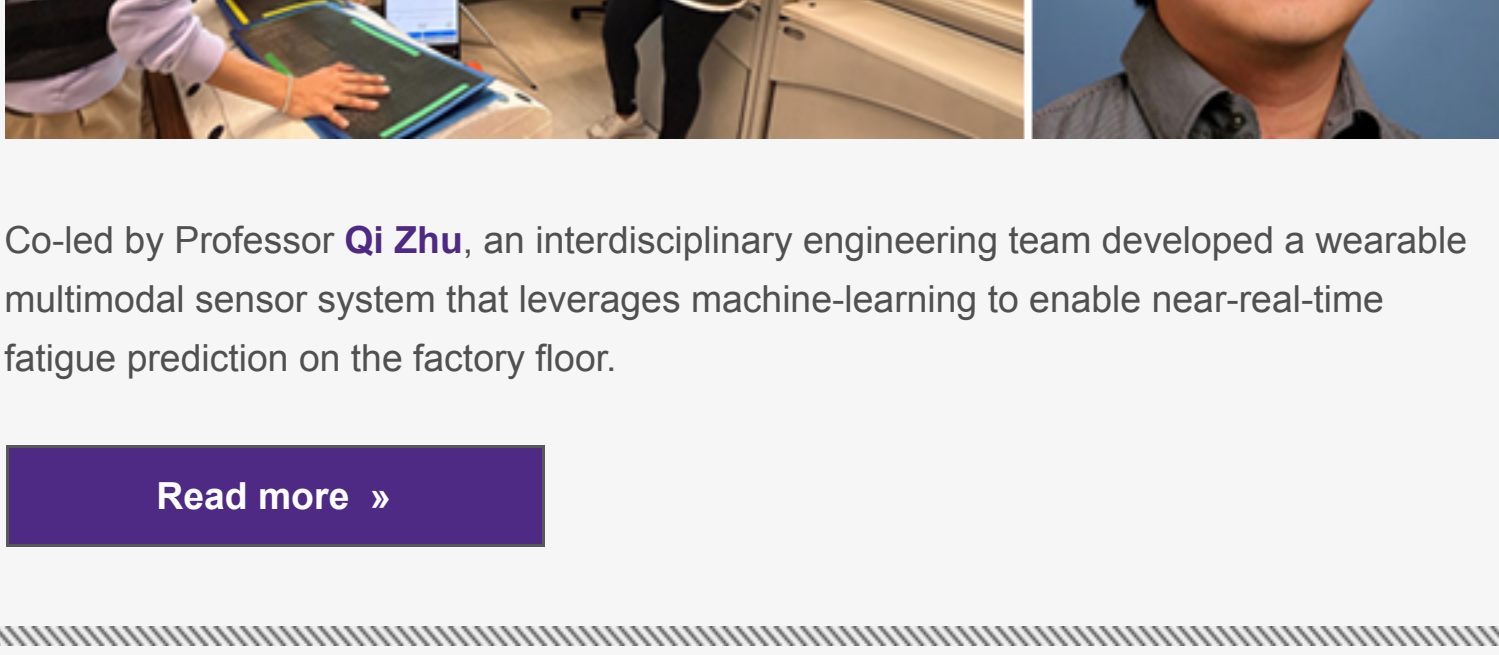 Co-led by Professor Qi Zhu, an interdisciplinary engineering team developed a wearable
multimodal sensor system that leverages machine-learning to enable near-real-time
fatigue prediction on the factory floor.
Read more »